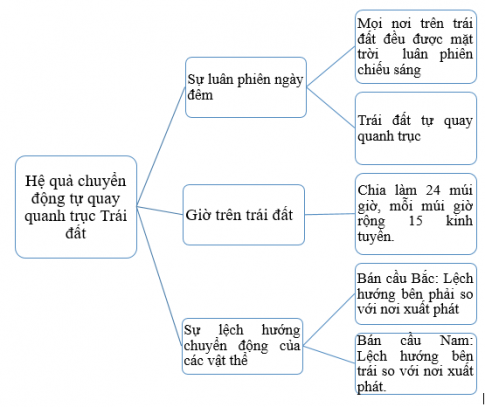 Hệ quả chuyển
động tự quay
quanh trục Trái
đất
Sự luân phiên ngày
đêm
Mọi nơi trên trái
đất đều được mặt
trời luân phiên
chiếu sáng
Trái đất tự quay
quanh trục
Giờ trên trái đất
Chia làm 24 múi
giờ, mỗi múi giờ
rộng 15 kinh
tuyến.
Sự lệch hướng
chuyển động của
các vật thể
Bán cầu Bắc: Lệch
hướng bên phải so
với nơi xuất phát
Bán cầu Nam:
Lệch hướng bên
trái so với nơi xuất
phát.